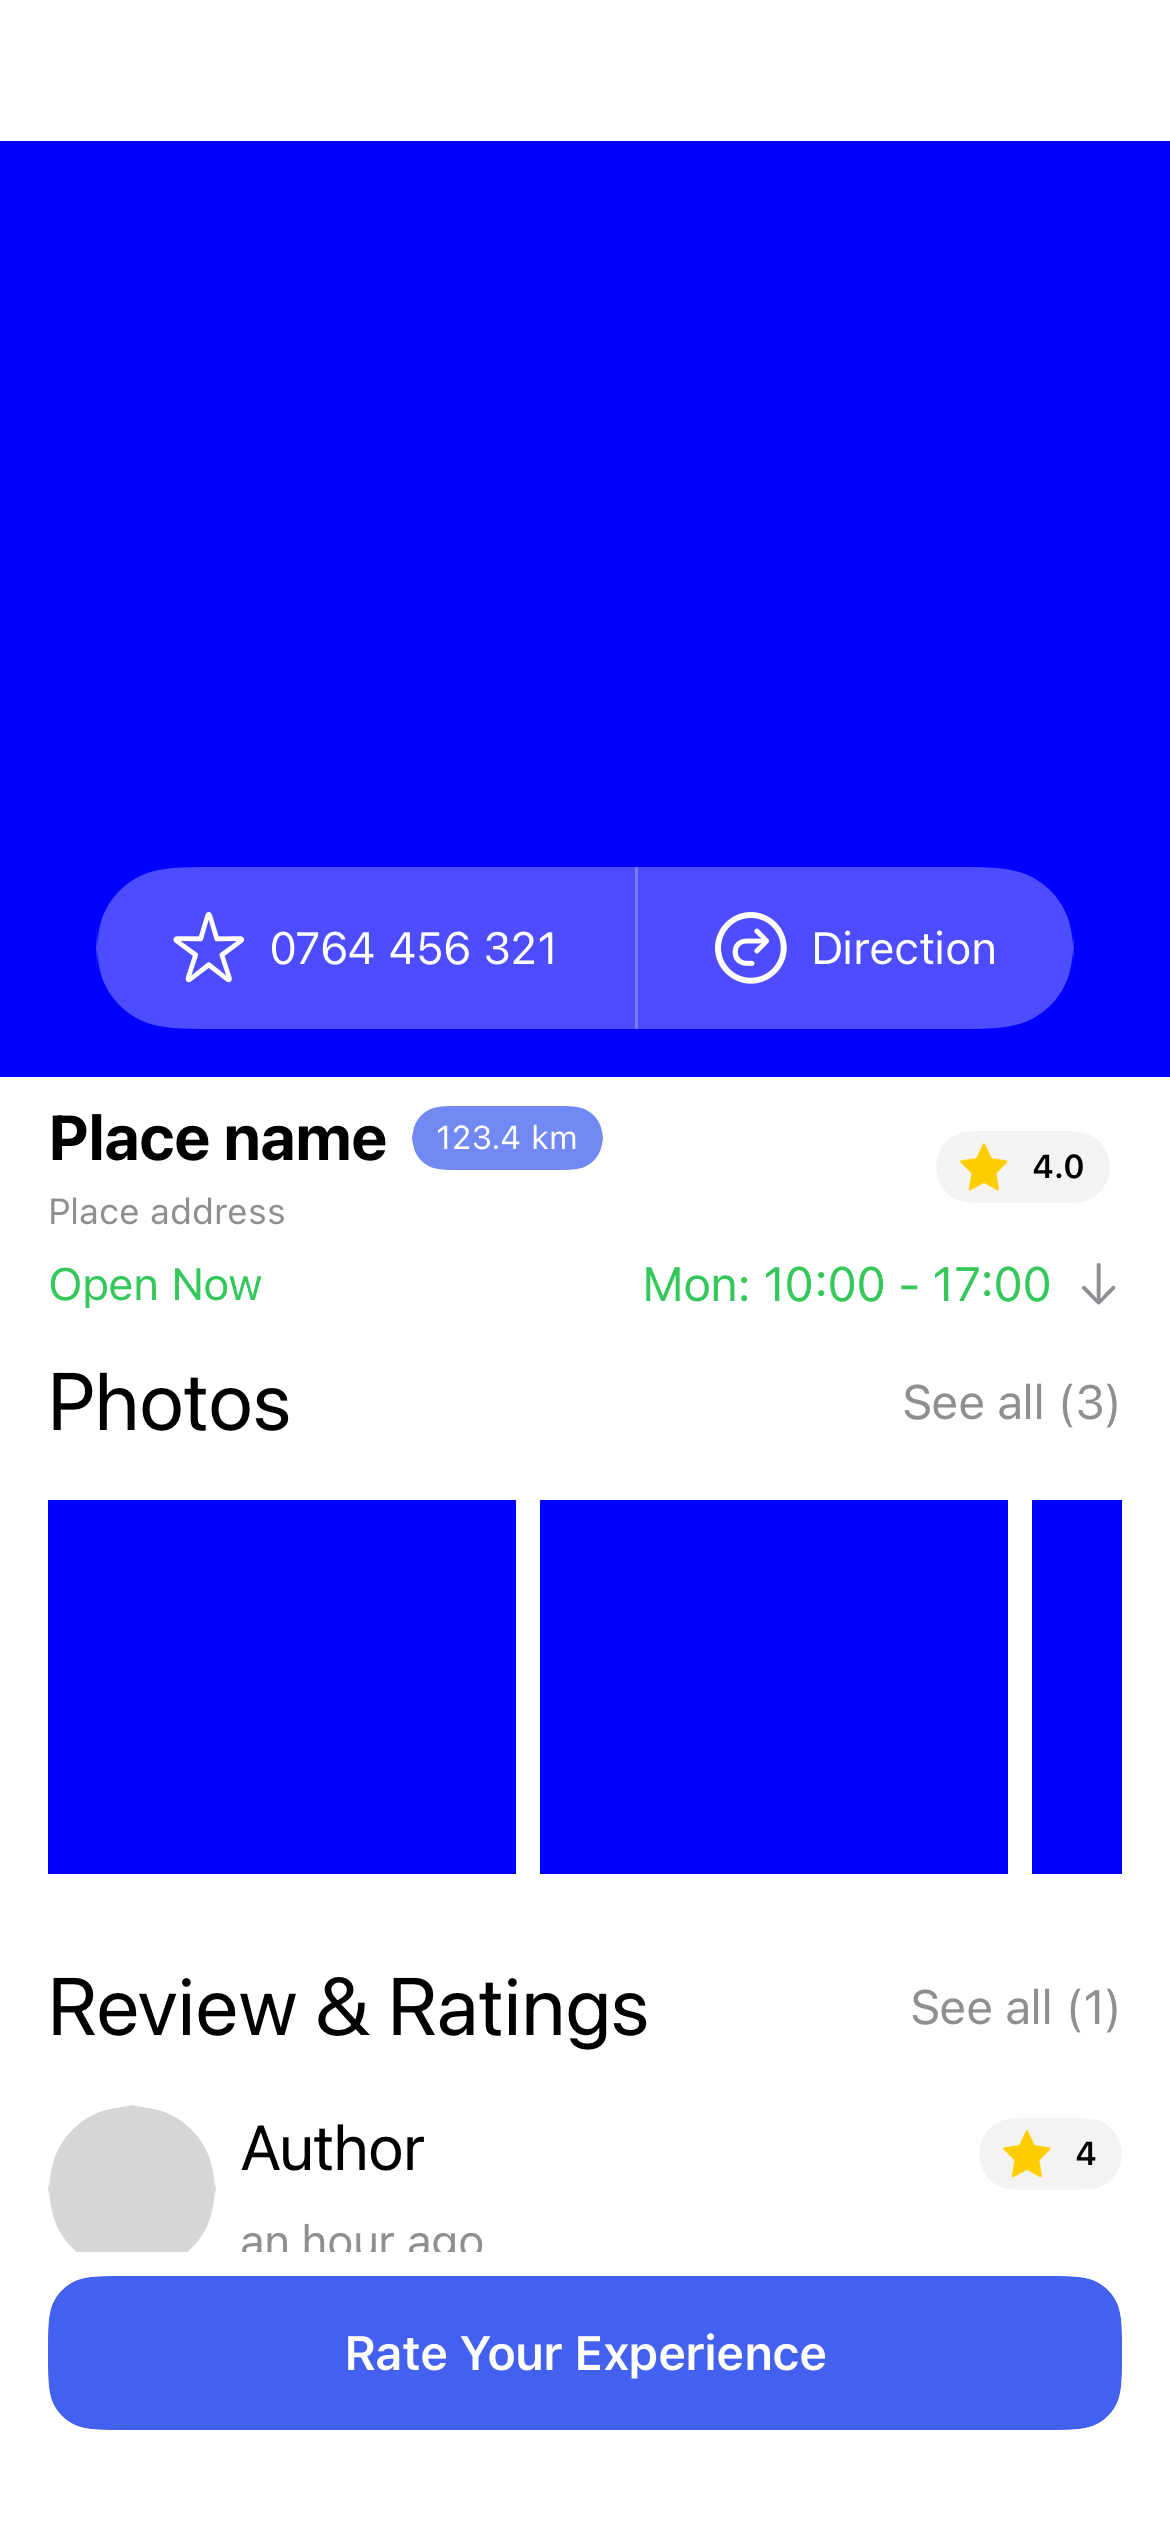 0764 456 321
Direction
Place name
123.4 km
4.0
Place address
Open Now
Mon: 10:00 - 17:00
Photos
See all (3)
Review & Ratings
See all (1)
Author
4
an hour ago
Rate Your Experience